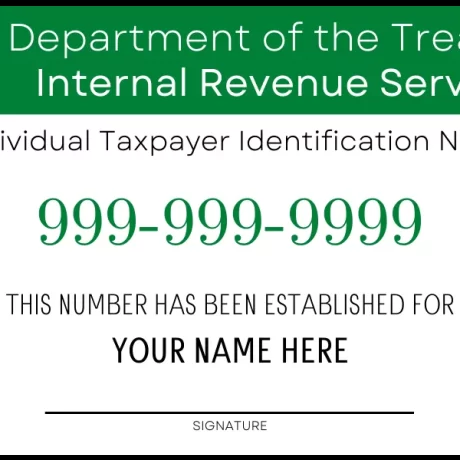 Department of the Trea
Internal Revenue Serv
ividual Taxpayer Identification N
999-999-9999
THIS NUMBER HAS BEEN ESTABLISHED FOR
YOUR NAME HERE
SIGNATURE